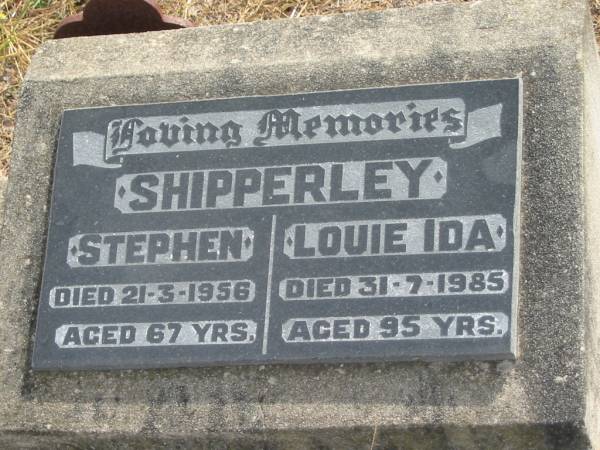 Loving Memories
SHIPPERLEY
STEPHEN
DIED 21-3-1956
AGED 67 YRS.
LOUIE IDA
DIED 31-7-1985
AGED 95 YRS.